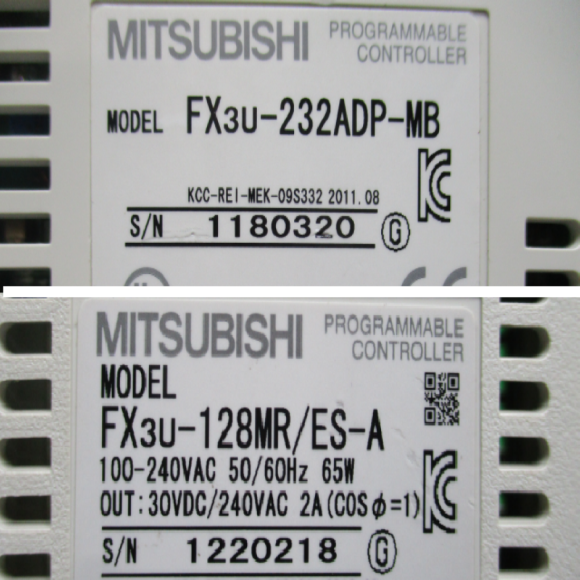 MITSUBISHI PROGRAMMABLE
CONTROLLER
MODEL FX3U-232ADP-MB
KCC-REI-MEK-09S332 2011.08
S/N 1180320 G
MITSUBISHI PROGRAMMABLE
CONTROLLER
MODEL
FX3U-128MR/ES-A
100-240VAC 50/60Hz 65W
OUT:30VDC/240VAC 2A(COSφ=1)
S/N 1220218 G